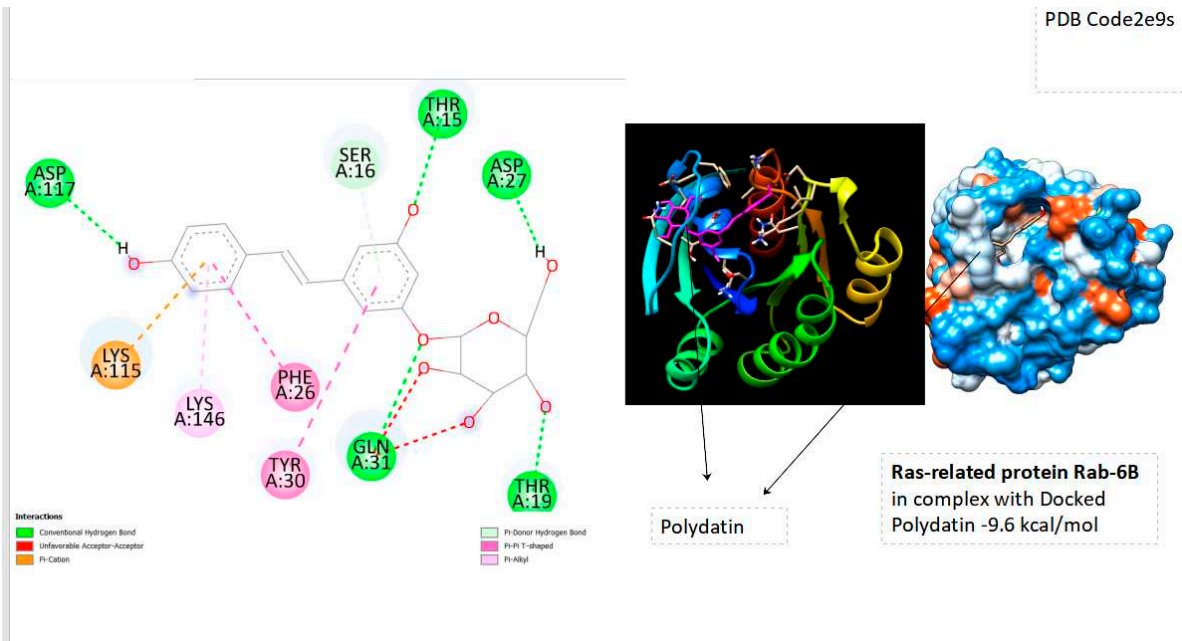 PDB Code2e9s
THR
A:15
SER
A:16
ASP
A:27
ASP
A:117
H
O
O
H
O
O
O
O
O
O
LYS
A:115
PHE
A:26
LYS
A:146
GLN
A:31
TYR
A:30
THR
A:19
Interactions
Conventional Hydrogen Bond
Unfavorable Acceptor-Acceptor
Pi-Cation
Pi-Donor Hydrogen Bond
Pi-Pi T-shaped
Pi-Alkyl
Polydatin
Ras-related protein Rab-6B
in complex with Docked
Polydatin -9.6 kcal/mol